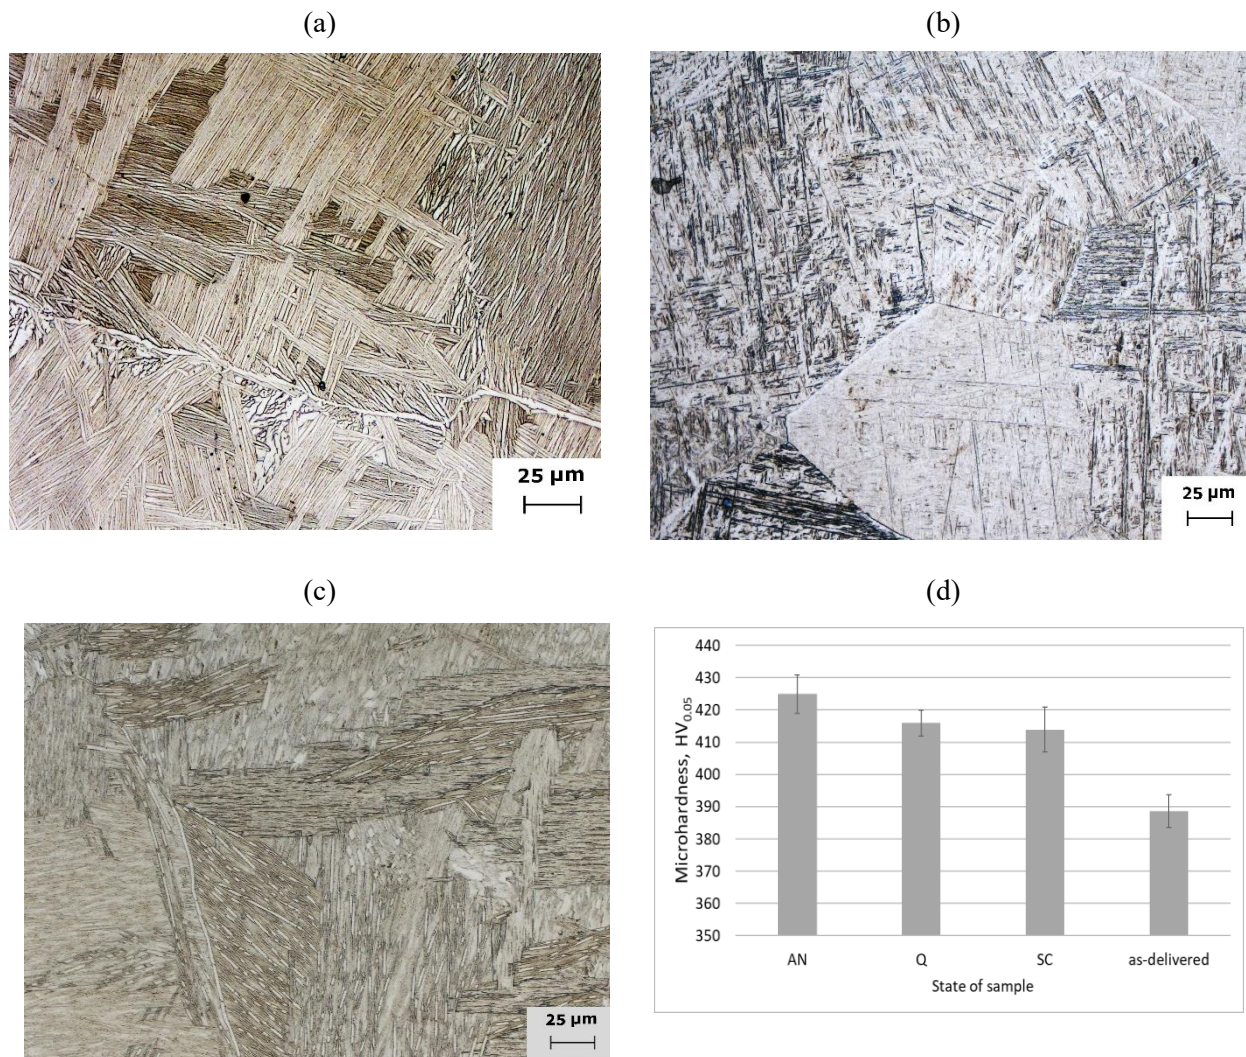 (a)
(b)
25 µm
25 µm
(c)
(d)
25 µm
440
430
420
410
400
390
380
370
360
350
Microhardness, HV0.05
AN
Q
SC
as-delivered
State of sample